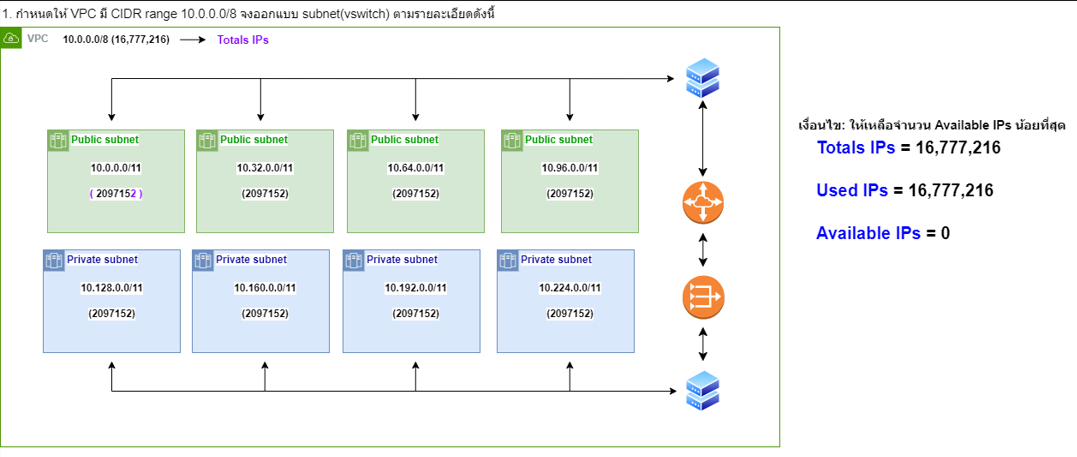 1. กำหนดให้ VPC มี CIDR range 10.0.0.0/8 จงออกแบบ subnet(vswitch) ตามรายละเอียดดังนี้
VPC 10.0.0.0/8 (16,777,216) Totals IPs
Public subnet
10.0.0.0/11
( 2097152 )
Public subnet
10.32.0.0/11
(2097152)
Public subnet
10.64.0.0/11
(2097152)
Public subnet
10.96.0.0/11
(2097152)
Private subnet
10.128.0.0/11
(2097152)
Private subnet
10.160.0.0/11
(2097152)
Private subnet
10.192.0.0/11
(2097152)
Private subnet
10.224.0.0/11
(2097152)
เงื่อนไข: ให้เหลือจำนวน Available IPs น้อยที่สุด
Totals IPs = 16,777,216
Used IPs = 16,777,216
Available IPs = 0